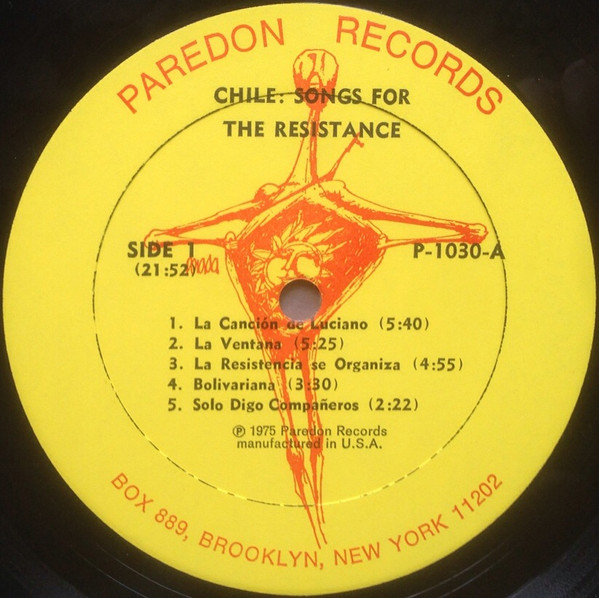 PAREDON RECORDS
CHILE: SONGS FOR
THE RESISTANCE
SIDE 1
(21:52)
P-1030-A
1. La Canción de Luciano (5:40)
2. La Ventana (5:25)
3. La Resistencia se Organiza (4:55)
4. Bolivariana (3:30)
5. Solo Digo Compañeros (2:22)
℗ 1975 Paredon Records
manufactured in U.S.A.
BOX 889, BROOKLYN, NEW YORK 11202